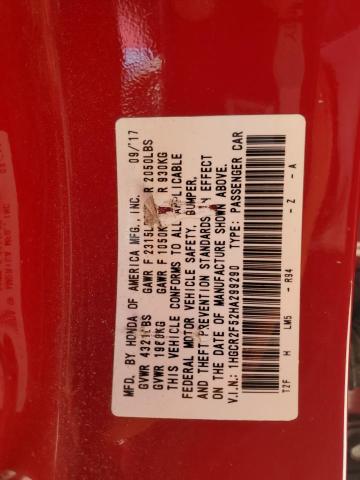 MFD. BY HONDA OF AMERICA MFG. INC. 09/17
GVWR 4321LBS GAWR F 2315L R 2050LBS
GVWR 1960KG GAWR F 1050K R 930KG
THIS VEHICLE CONFORMS TO ALL APPLICABLE
FEDERAL MOTOR VEHICLE SAFETY, BUMPER,
AND THEFT PREVENTION STANDARDS IN EFFECT
ON THE DATE OF MANUFACTURE SHOWN ABOVE.
V.I.N.: 1HGCR2F52HA299290 TYPE: PASSENGER CAR
T2F H LM5 - R94 - Z - A